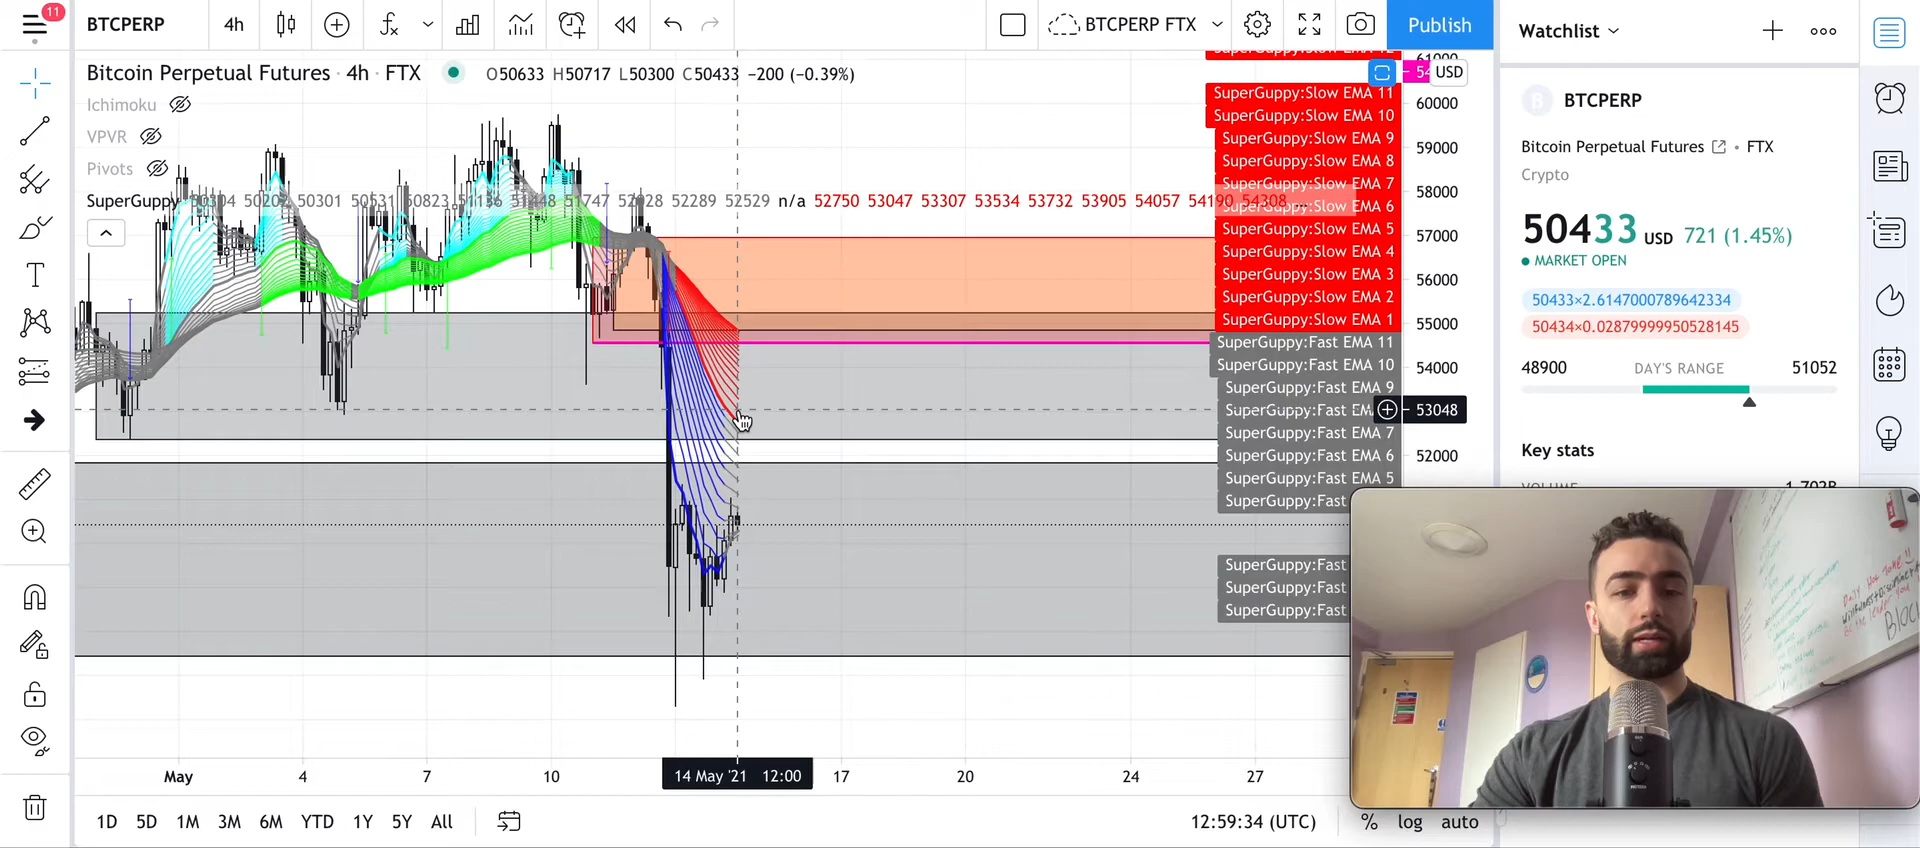 11
BTCPERP
4h
BTCPERP FTX
Publish
Watchlist
Bitcoin Perpetual Futures · 4h · FTX
O50633 H50717 L50300 C50433 −200 (−0.39%)
Ichimoku
VPVR
Pivots
SuperGuppy
50301
n/a 52750 53047 53307 53534 53732 53905 54057 54190 54308 ...
SuperGuppy:Slow EMA 11
SuperGuppy:Slow EMA 10
SuperGuppy:Slow EMA 9
SuperGuppy:Slow EMA 8
SuperGuppy:Slow EMA 7
SuperGuppy:Slow EMA 6
SuperGuppy:Slow EMA 5
SuperGuppy:Slow EMA 4
SuperGuppy:Slow EMA 3
SuperGuppy:Slow EMA 2
SuperGuppy:Slow EMA 1
SuperGuppy:Fast EMA 11
SuperGuppy:Fast EMA 10
SuperGuppy:Fast EMA 9
SuperGuppy:Fast EMA
SuperGuppy:Fast EMA 7
SuperGuppy:Fast EMA 6
SuperGuppy:Fast EMA 5
SuperGuppy:Fast
SuperGuppy:Fast
SuperGuppy:Fast
SuperGuppy:Fast
USD
60000
59000
58000
57000
56000
55000
54000
53048
52000
BTCPERP
Bitcoin Perpetual Futures • FTX
Crypto
50433 USD 721 (1.45%)
MARKET OPEN
50433×2.6147000789642334
50434×0.02879999950528145
48900 DAY'S RANGE 51052
Key stats
May 4 7 10 14 May '21 12:00 17 20 24 27
1D 5D 1M 3M 6M YTD 1Y 5Y All
12:59:34 (UTC) % log auto